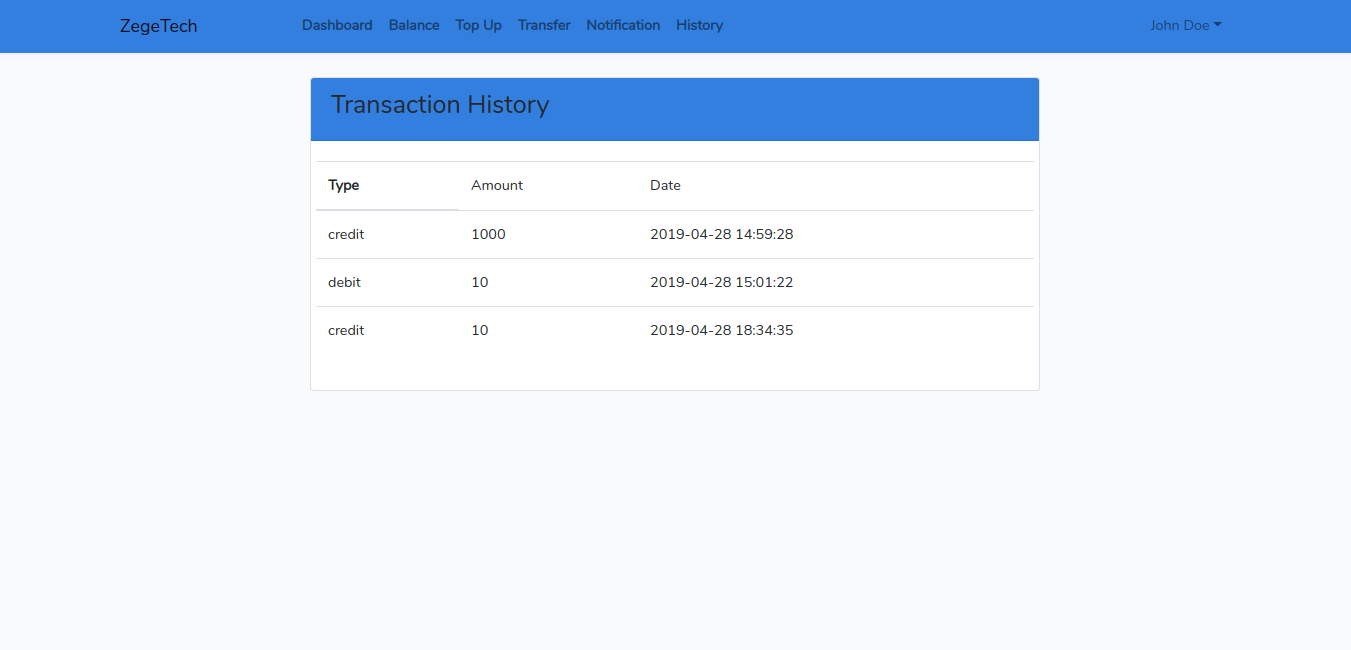 ZegeTech Dashboard Balance Top Up Transfer Notification History John Doe
Transaction History
Type Amount Date
credit 1000 2019-04-28 14:59:28
debit 10 2019-04-28 15:01:22
credit 10 2019-04-28 18:34:35